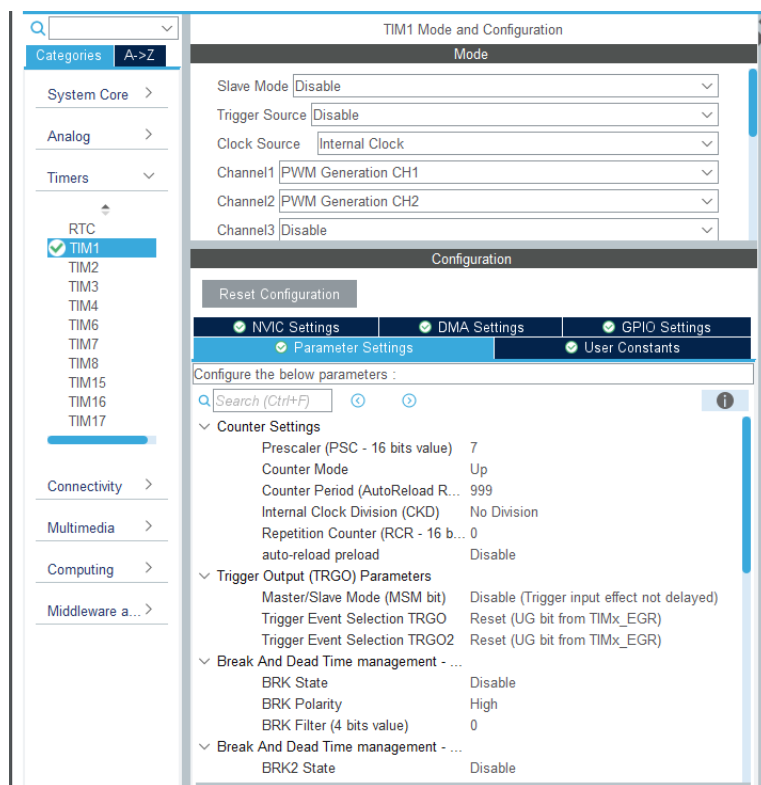 TIM1 Mode and Configuration
Categories A->Z
Mode
System Core
Slave Mode Disable
Trigger Source Disable
Analog
Clock Source Internal Clock
Channel1 PWM Generation CH1
Timers
Channel2 PWM Generation CH2
Channel3 Disable
RTC
TIM1
TIM2
TIM3
TIM4
TIM6
TIM7
TIM8
TIM15
TIM16
TIM17
Connectivity
Multimedia
Computing
Middleware a...
Configuration
Reset Configuration
NVIC Settings DMA Settings GPIO Settings
Parameter Settings User Constants
Configure the below parameters :
Search (Ctrl+F)
Counter Settings
Prescaler (PSC - 16 bits value) 7
Counter Mode Up
Counter Period (AutoReload R... 999
Internal Clock Division (CKD) No Division
Repetition Counter (RCR - 16 b... 0
auto-reload preload Disable
Trigger Output (TRGO) Parameters
Master/Slave Mode (MSM bit) Disable (Trigger input effect not delayed)
Trigger Event Selection TRGO Reset (UG bit from TIMx_EGR)
Trigger Event Selection TRGO2 Reset (UG bit from TIMx_EGR)
Break And Dead Time management - ...
BRK State Disable
BRK Polarity High
BRK Filter (4 bits value) 0
Break And Dead Time management - ...
BRK2 State Disable